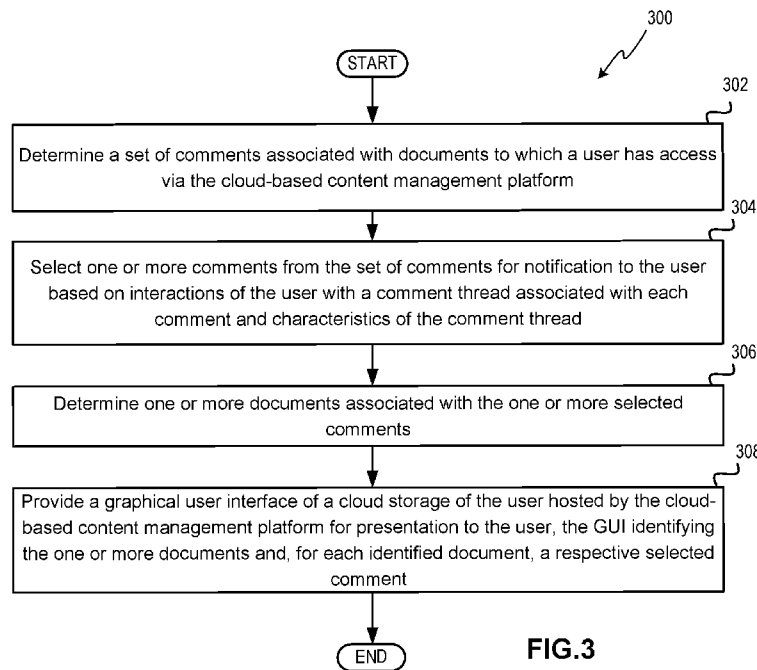 300
START
302
Determine a set of comments associated with documents to which a user has access
via the cloud-based content management platform
304
Select one or more comments from the set of comments for notification to the user
based on interactions of the user with a comment thread associated with each
comment and characteristics of the comment thread
306
Determine one or more documents associated with the one or more selected
comments
308
Provide a graphical user interface of a cloud storage of the user hosted by the cloud-
based content management platform for presentation to the user, the GUI identifying
the one or more documents and, for each identified document, a respective selected
comment
END
FIG.3